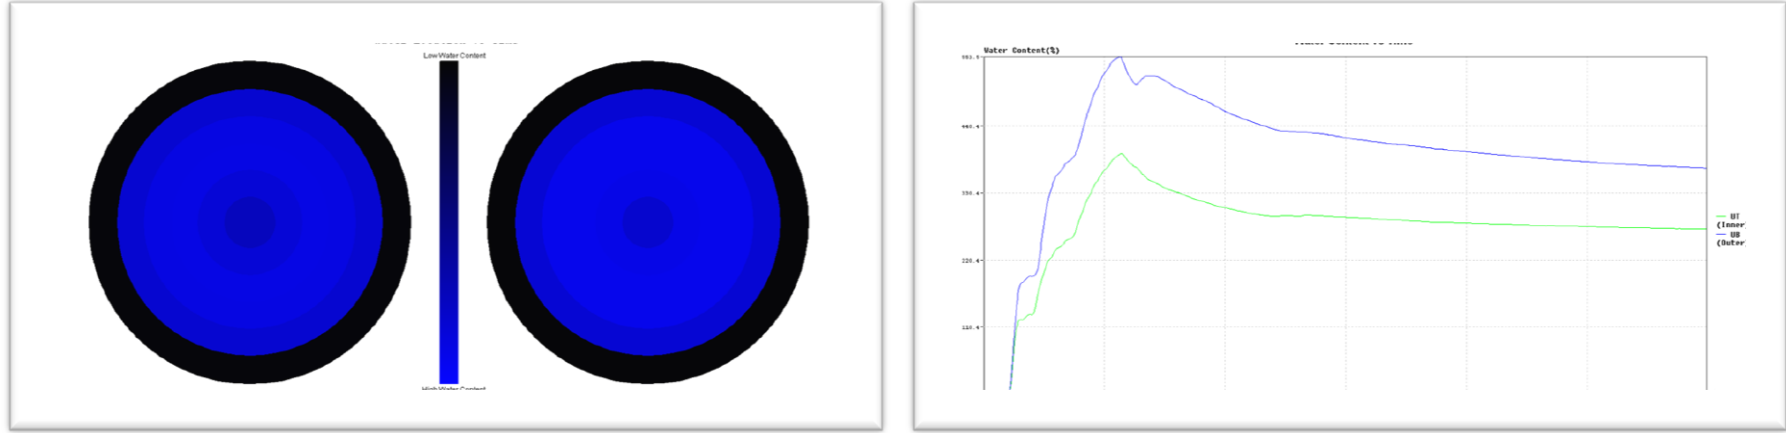 Low Water Content
High Water Content
Water Content(%)
440.4
330.4
220.4
110.4
UT
(Inner
UB
(Outer